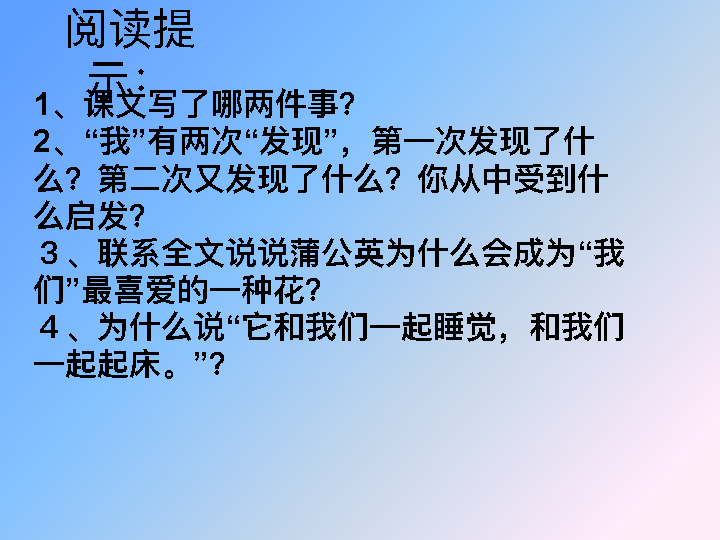 阅读提
示：
1、课文写了哪两件事？
2、“我”有两次“发现”，第一次发现了什
么？第二次又发现了什么？你从中受到什
么启发？
３、联系全文说说蒲公英为什么会成为“我
们”最喜爱的一种花？
４、为什么说“它和我们一起睡觉，和我们
一起起床。”？